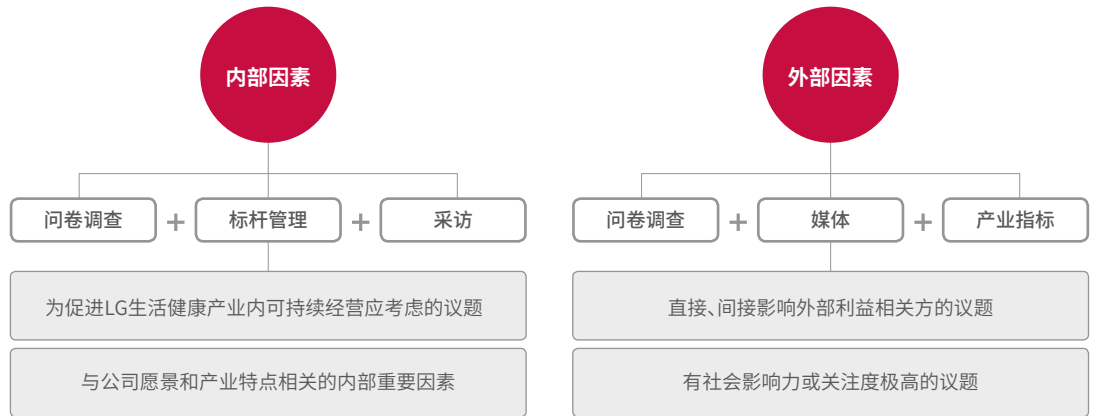 内部因素
问卷调查 + 标杆管理 + 采访
为促进LG生活健康产业内可持续经营应考虑的议题
与公司愿景和产业特点相关的内部重要因素
外部因素
问卷调查 + 媒体 + 产业指标
直接、间接影响外部利益相关方的议题
有社会影响力或关注度极高的议题